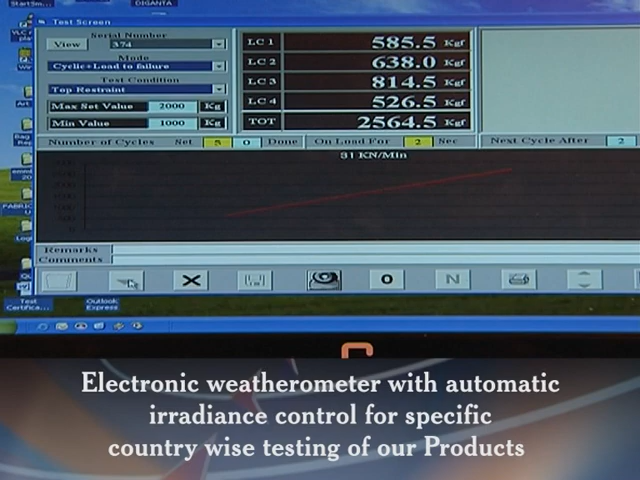 DIGANTA
Test Screen
Serial Number
View 374
Mode
Cyclic+Load to failure
Test Condition
Top Restraint
Max Set Value 2000 Kg
Min Value 1000 Kg
LC 1 585.5 Kgf
LC 2 638.0 Kgf
LC 3 814.5 Kgf
LC 4 526.5 Kgf
TOT 2564.5 Kgf
Number of Cycles Set 5 0 Done On Load For 2 Sec Next Cycle After 2
31 KN/Min
Remarks
Comments
X O N
Test Certifica...
Outlook Express
Electronic weatherometer with automatic
irradiance control for specific
country wise testing of our Products